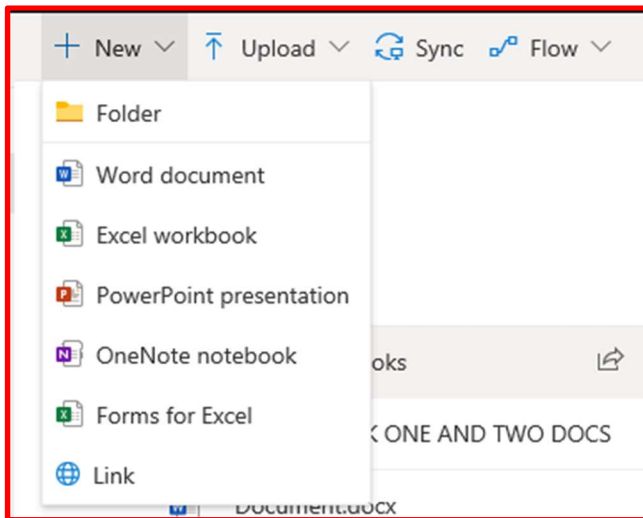 New Upload Sync Flow
Folder
Word document
Excel workbook
PowerPoint presentation
OneNote notebook
oks
Forms for Excel
ONE AND TWO DOCS
Link
Document.docx